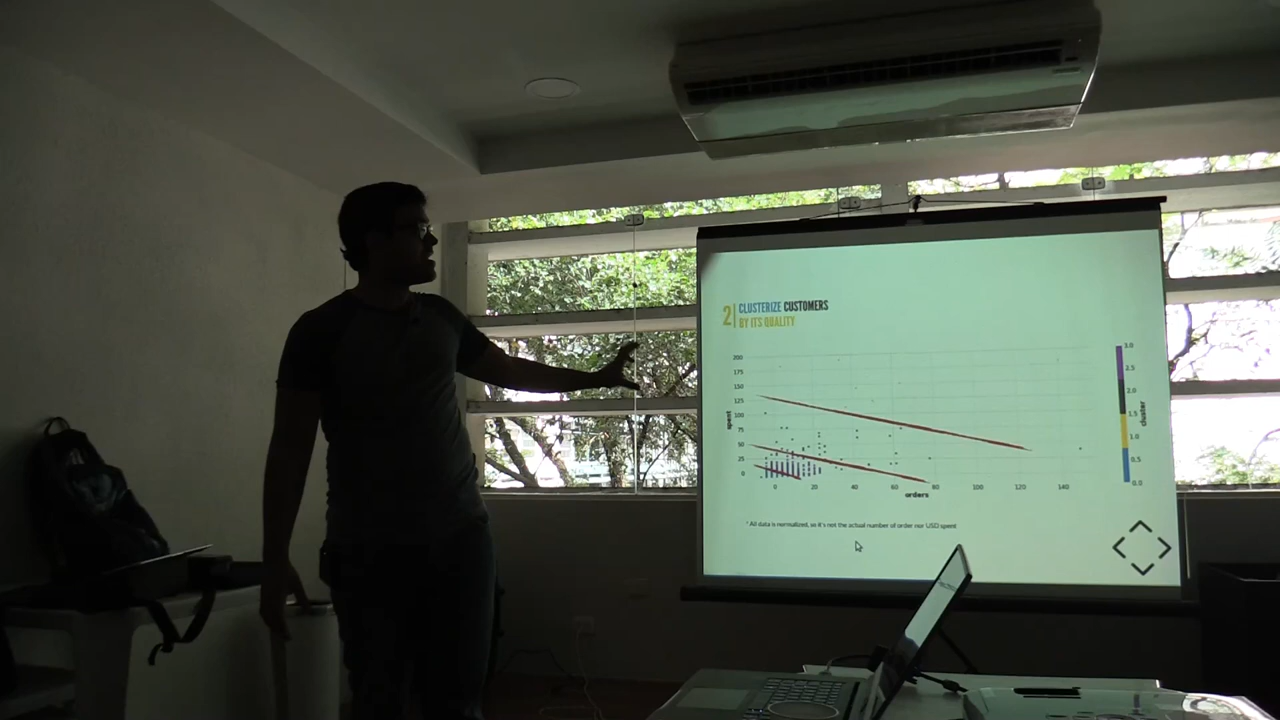 2| CLUSTERIZE CUSTOMERS
BY ITS QUALITY
200
175
150
125
100
75
50
25
0
spent
0 20 40 60 80 100 120 140
orders
3.0
2.5
2.0
1.5
1.0
0.5
0.0
cluster
* All data is normalized, so it's not the actual number of order nor USD spent